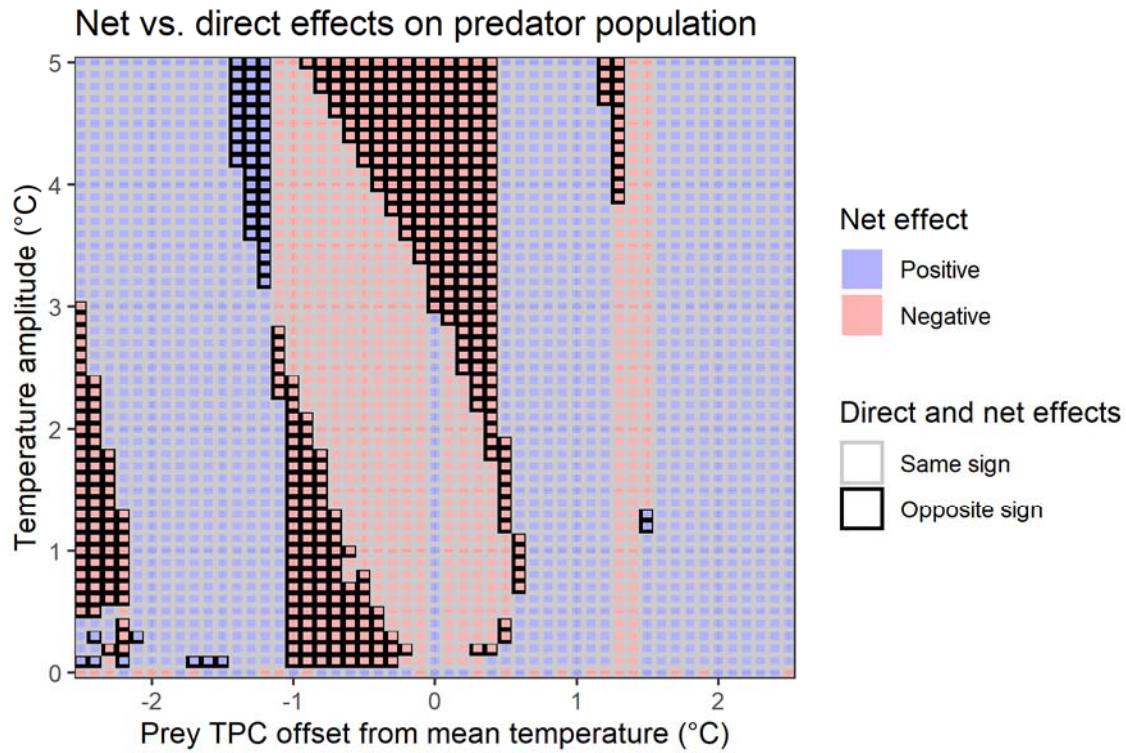 Net vs. direct effects on predator population
5
4
3
2
1
0
Temperature amplitude (°C)
-2
-1
0
1
2
Prey TPC offset from mean temperature (°C)
Net effect
Positive
Negative
Direct and net effects
Same sign
Opposite sign